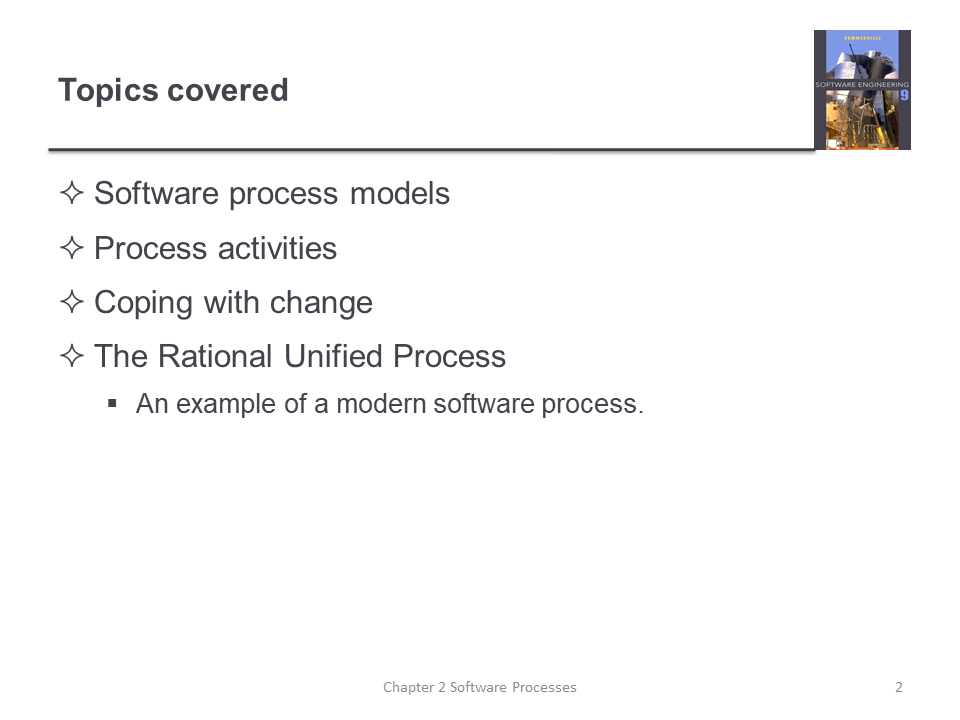 Topics covered
SOMMERVILLE
SOFTWARE ENGINEERING
9
Software process models
Process activities
Coping with change
The Rational Unified Process
An example of a modern software process.
Chapter 2 Software Processes
2